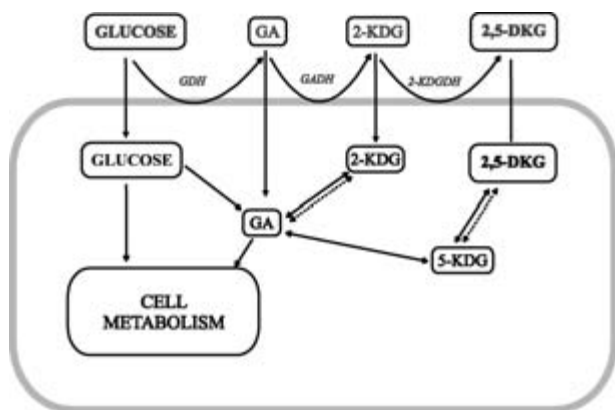 GLUCOSE GA 2-KDG 2,5-DKG
GDH GADH 2-KDGDH
GLUCOSE 2-KDG 2,5-DKG
GA
5-KDG
CELL
METABOLISM